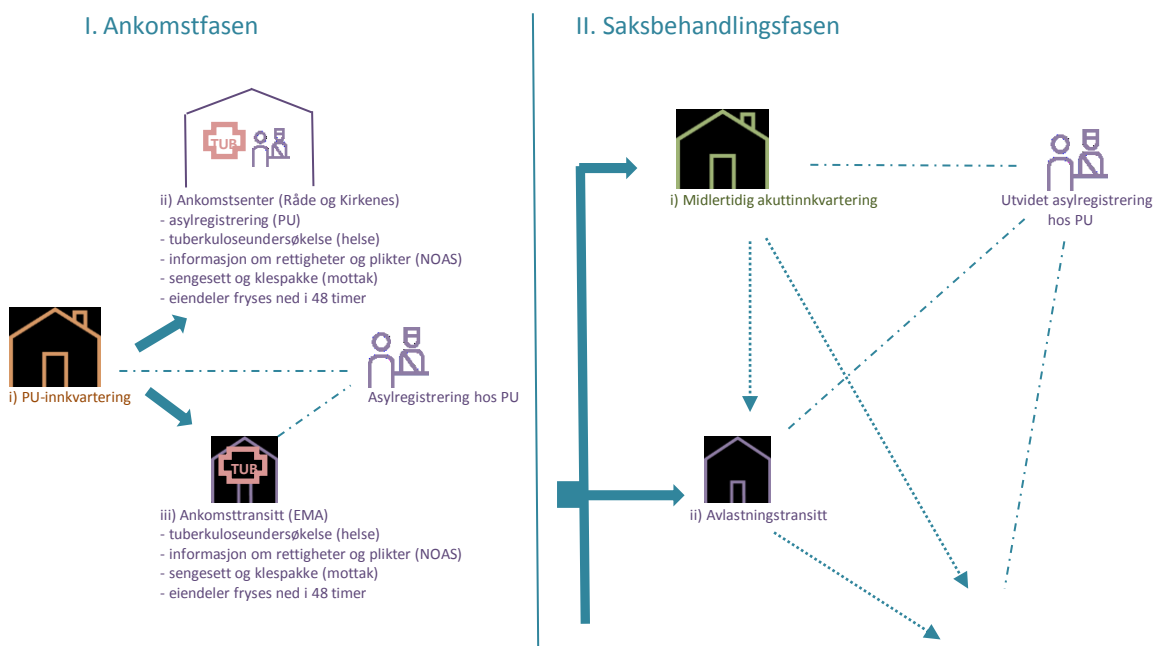 I. Ankomstfasen
TUB
ii) Ankomstsenter (Råde og Kirkenes)
- asylregistrering (PU)
- tuberkuloseundersøkelse (helse)
- informasjon om rettigheter og plikter (NOAS)
- sengesett og klespakke (mottak)
- eiendeler fryses ned i 48 timer
i) PU-innkvartering
Asylregistrering hos PU
TUB
iii) Ankomsttransitt (EMA)
- tuberkuloseundersøkelse (helse)
- informasjon om rettigheter og plikter (NOAS)
- sengesett og klespakke (mottak)
- eiendeler fryses ned i 48 timer
II. Saksbehandlingsfasen
i) Midlertidig akuttinnkvartering
Utvidet asylregistrering
hos PU
ii) Avlastningstransitt